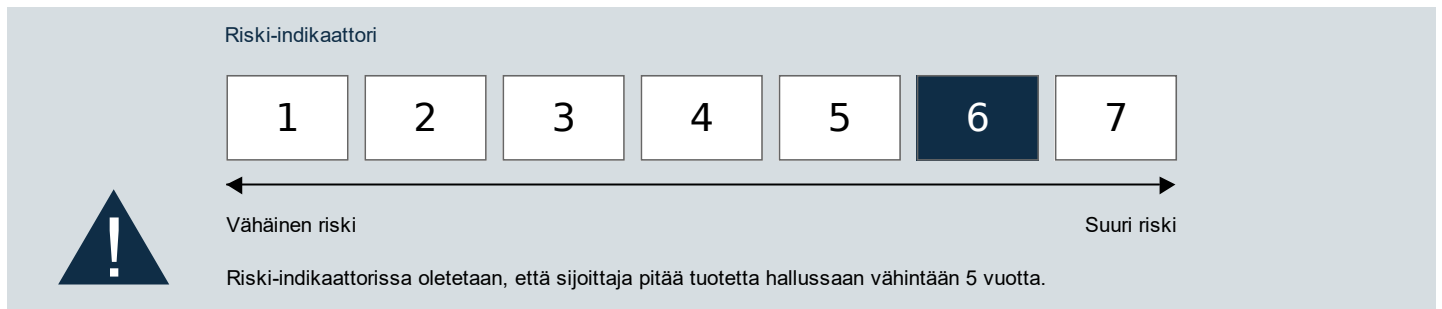 Riski-indikaattori
1 2 3 4 5 6 7
Vähäinen riski Suuri riski
!
Riski-indikaattorissa oletetaan, että sijoittaja pitää tuotetta hallussaan vähintään 5 vuotta.